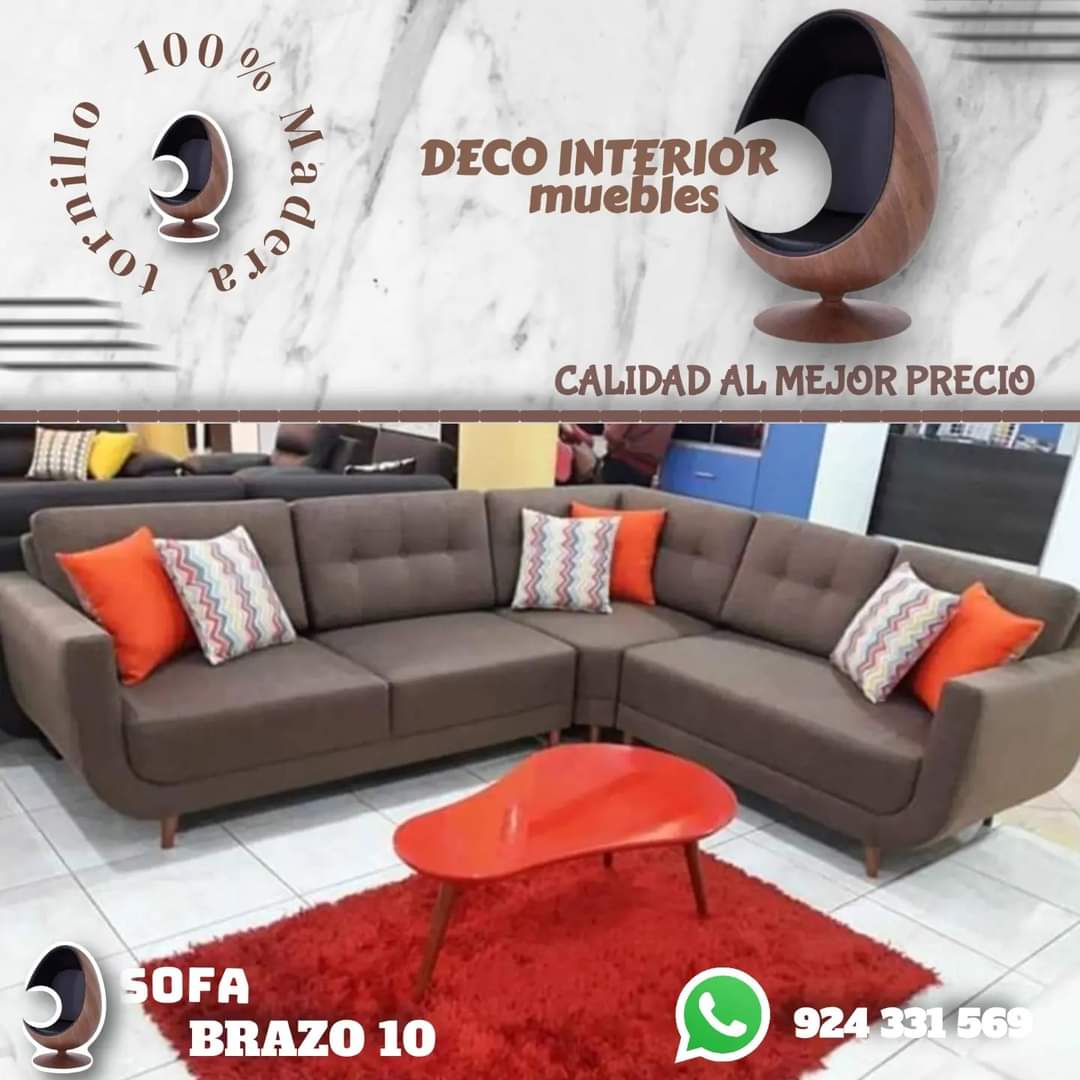 100% Madera tornillo
DECO INTERIOR
muebles
CALIDAD AL MEJOR PRECIO
SOFA
BRAZO 10
924 331 569